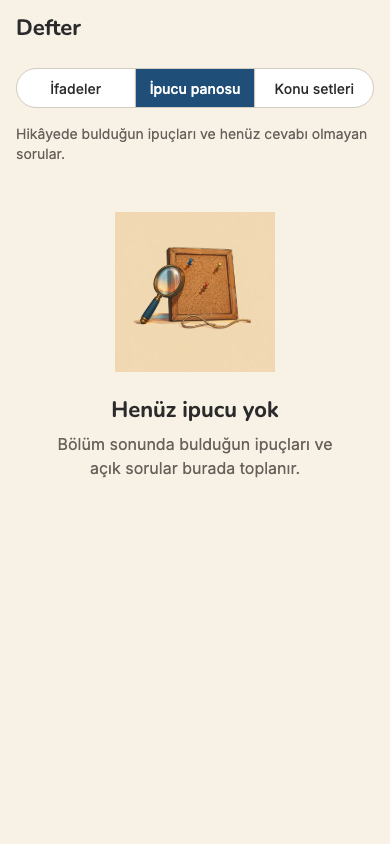 Defter
İfadeler
İpucu panosu
Konu setleri
Hikâyede bulduğun ipuçları ve henüz cevabı olmayan
sorular.
Henüz ipucu yok
Bölüm sonunda bulduğun ipuçları ve
açık sorular burada toplanır.